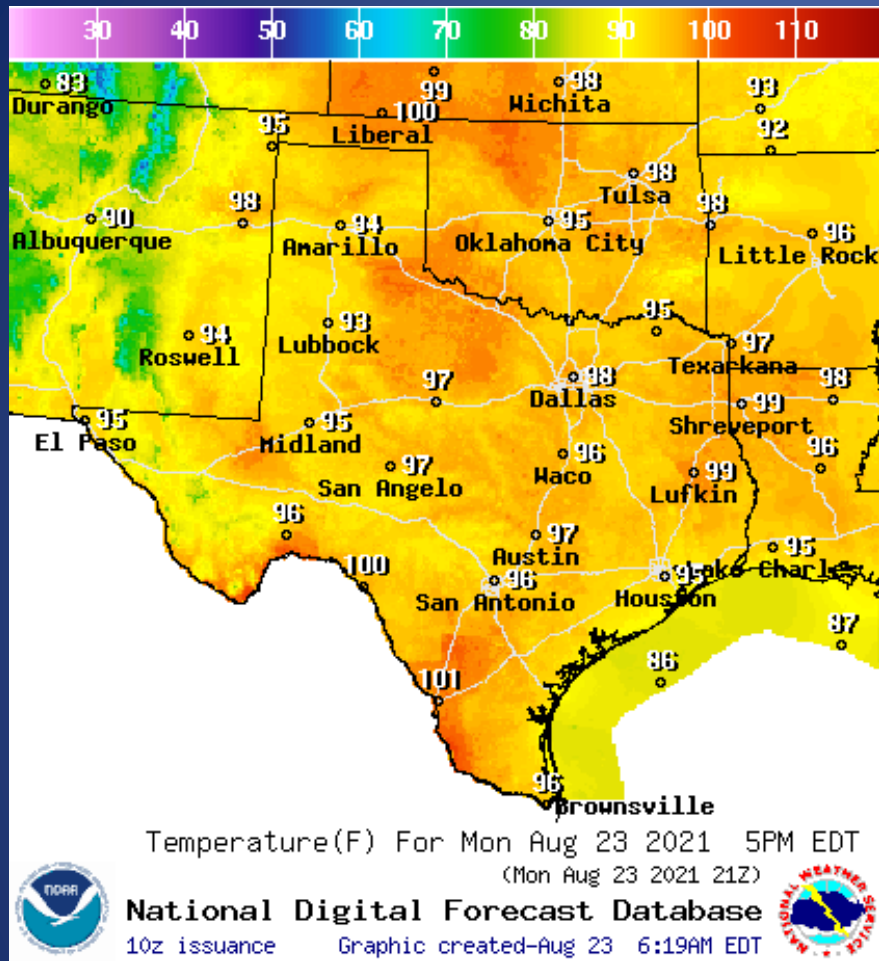 30 40 50 60 70 80 90 100 110
83
Durango
99
98
Wichita
100
Liberal
93
95
92
98
Tulsa
90
Albuquerque
98
94
Amarillo
95
Oklahoma City
98
96
Little Rock
94
Roswell
93
Lubbock
95
97
Texarkana
97
98
Dallas
99
Shreveport
98
95
El Paso
95
Midland
97
San Angelo
96
Waco
99
Lufkin
96
96
97
Austin
95
Lake Charles
100
96
San Antonio
95
Houston
87
86
101
96
Brownsville
Temperature(F) For Mon Aug 23 2021 5PM EDT
(Mon Aug 23 2021 21Z)
NOAA
National Digital Forecast Database
10z issuance Graphic created-Aug 23 6:19AM EDT
NATIONAL WEATHER SERVICE